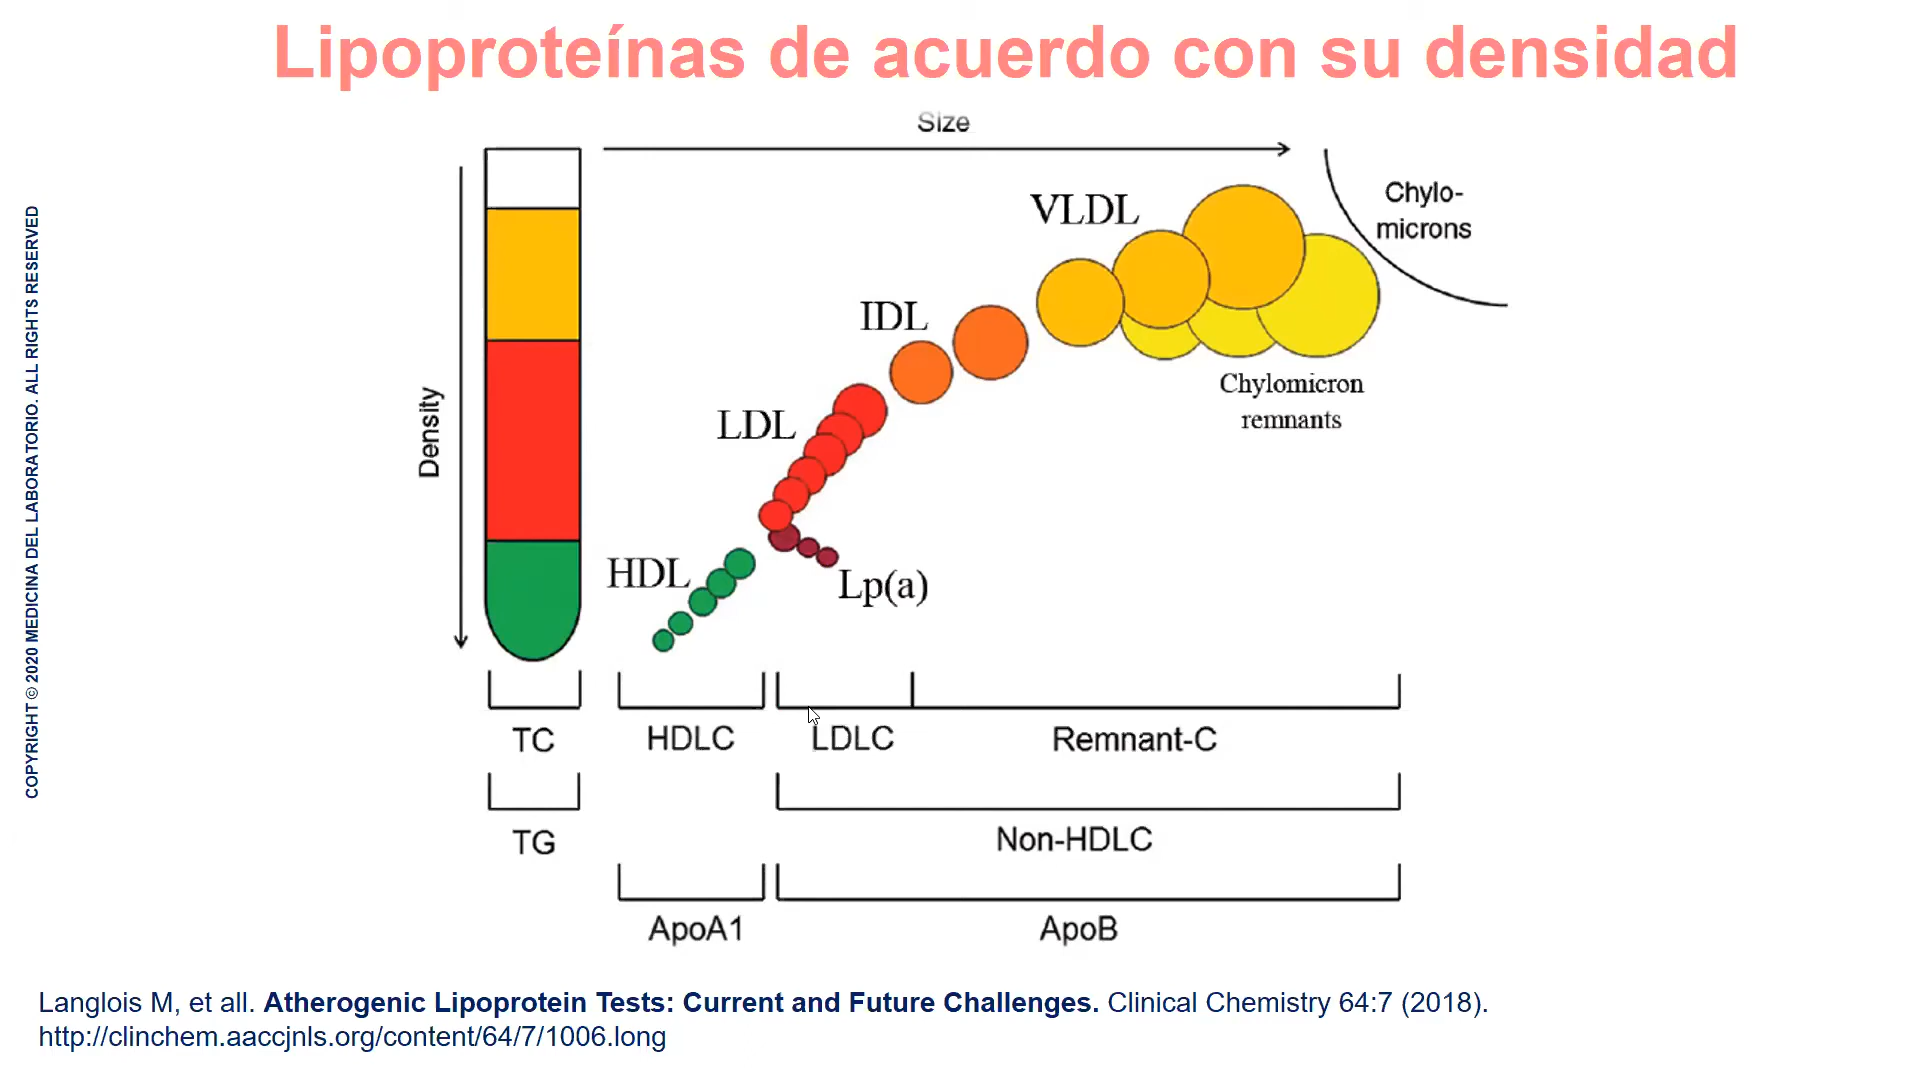 Lipoproteínas de acuerdo con su densidad
Size
Chylo-
microns
VLDL
IDL
Chylomicron
remnants
LDL
Density
HDL
Lp(a)
TC
HDLC
LDLC
Remnant-C
TG
Non-HDLC
ApoA1
ApoB
COPYRIGHT © 2020 MEDICINA DEL LABORATORIO. ALL RIGHTS RESERVED
Langlois M, et all. Atherogenic Lipoprotein Tests: Current and Future Challenges. Clinical Chemistry 64:7 (2018).
http://clinchem.aaccjnls.org/content/64/7/1006.long